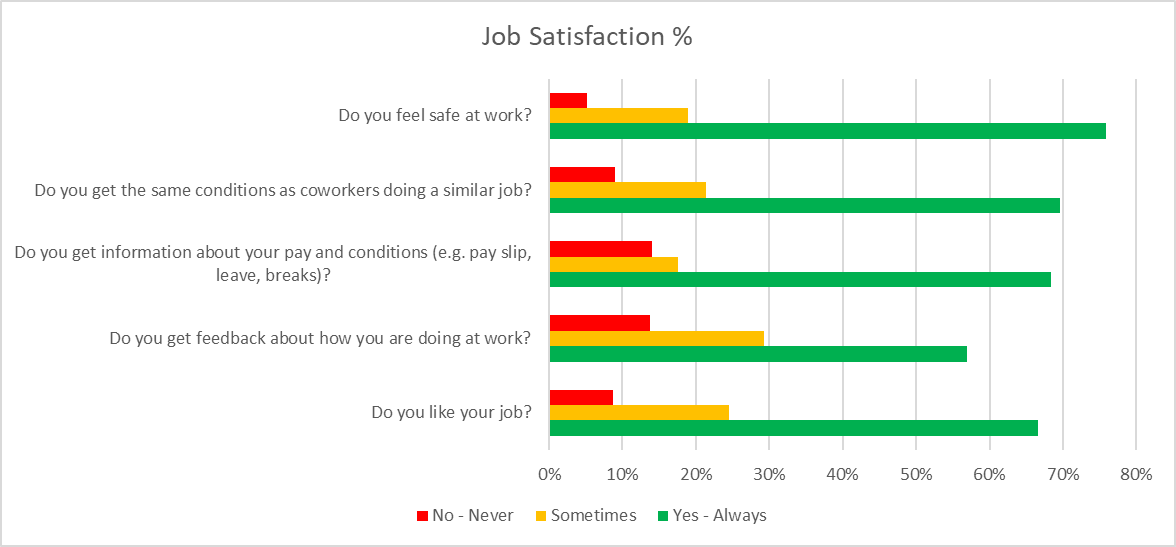 Job Satisfaction %
Do you feel safe at work?
Do you get the same conditions as coworkers doing a similar job?
Do you get information about your pay and conditions (e.g. pay slip,
leave, breaks)?
Do you get feedback about how you are doing at work?
Do you like your job?
0% 10% 20% 30% 40% 50% 60% 70% 80%
No - Never Sometimes Yes - Always